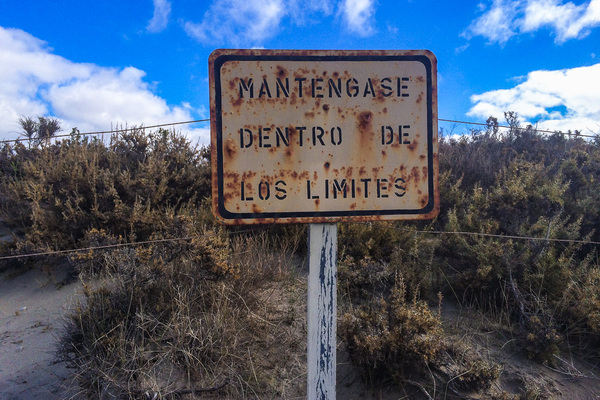 MANTENGASE
DENTRO DE
LOS LIMITES